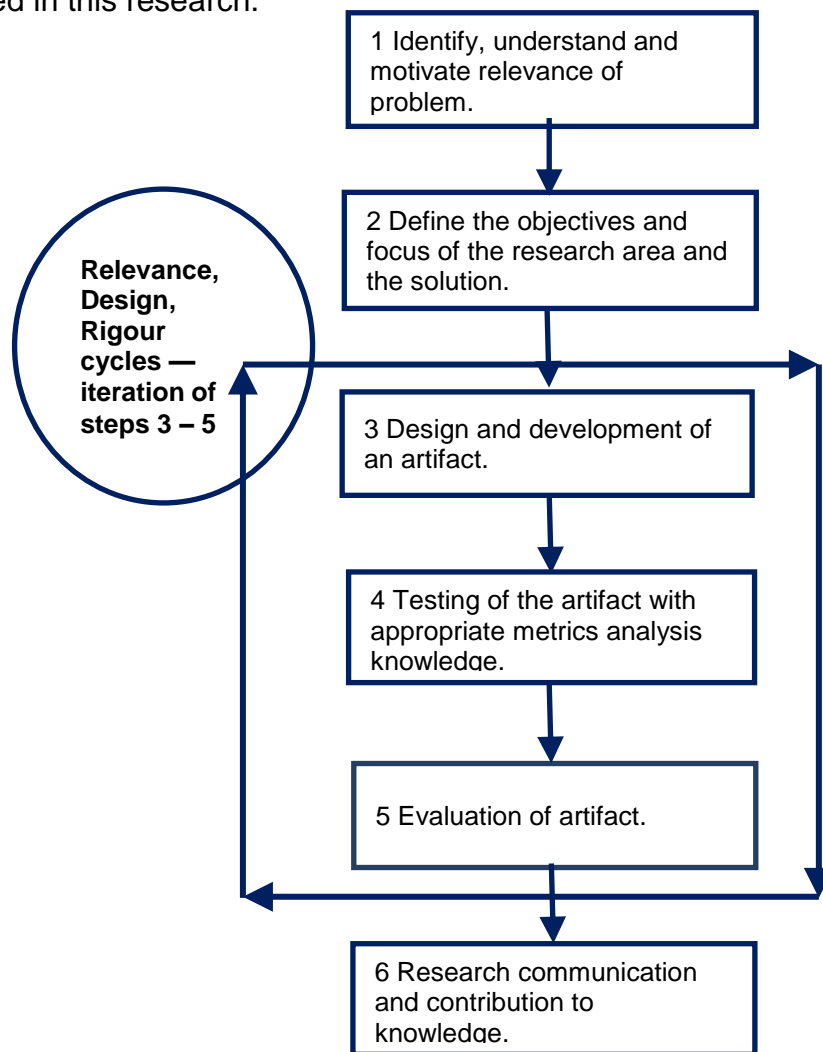 ed in this research.
1 Identify, understand and
motivate relevance of
problem.
2 Define the objectives and
focus of the research area and
the solution.
Relevance,
Design,
Rigour
cycles —
iteration of
steps 3 – 5
3 Design and development of
an artifact.
4 Testing of the artifact with
appropriate metrics analysis
knowledge.
5 Evaluation of artifact.
6 Research communication
and contribution to
knowledge.